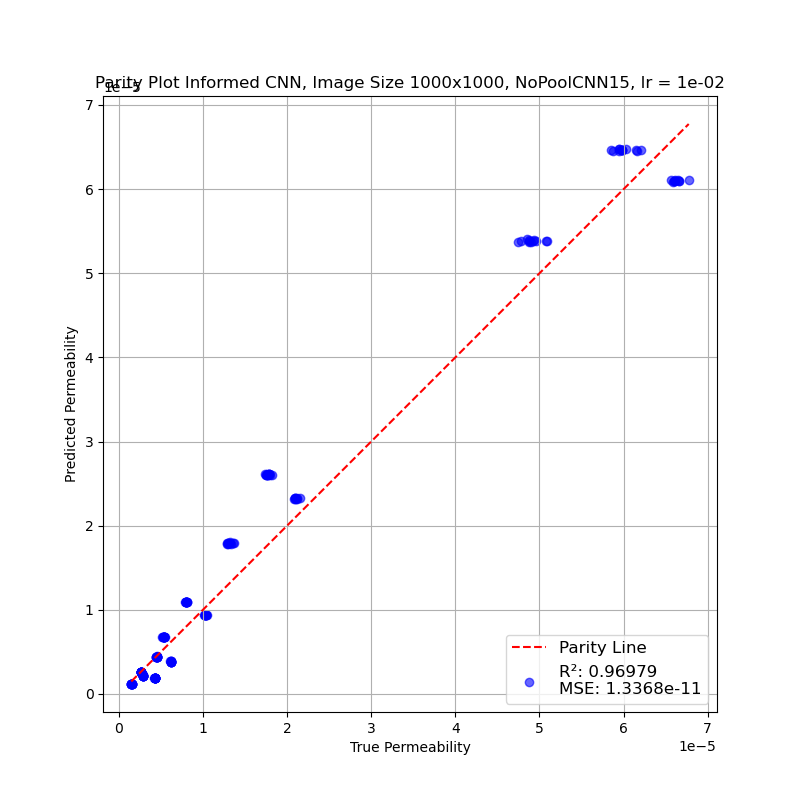 Parity Plot Informed CNN, Image Size 1000x1000, NoPoolCNN15, lr = 1e-02
1e−5
7
6
5
4
3
2
1
0
Predicted Permeability
Parity Line
R²: 0.96979
MSE: 1.3368e-11
0 1 2 3 4 5 6 7
1e−5
True Permeability